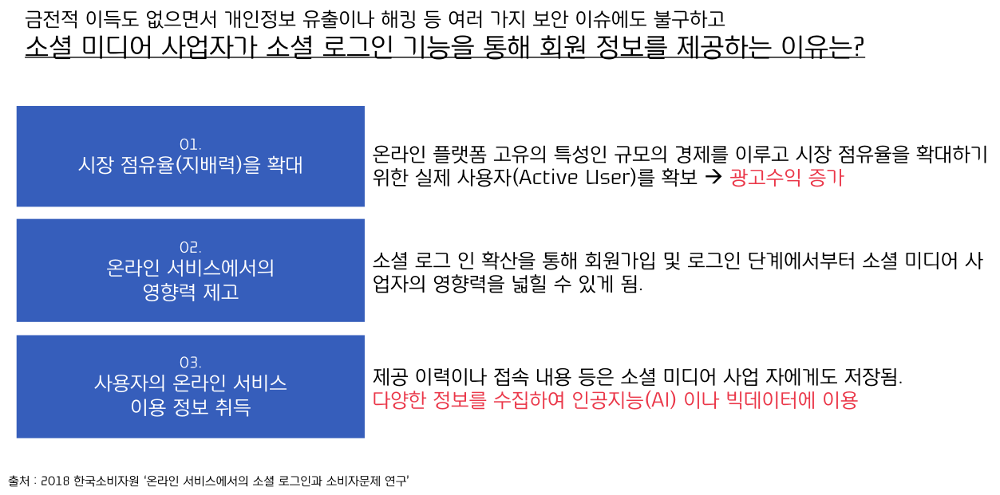 금전적 이득도 없으면서 개인정보 유출이나 해킹 등 여러 가지 보안 이슈에도 불구하고
소셜 미디어 사업자가 소셜 로그인 기능을 통해 회원 정보를 제공하는 이유는?
01.
시장 점유율(지배력)을 확대
온라인 플랫폼 고유의 특성인 규모의 경제를 이루고 시장 점유율을 확대하기
위한 실제 사용자(Active User)를 확보 → 광고수익 증가
02.
온라인 서비스에서의
영향력 제고
소셜 로그 인 확산을 통해 회원가입 및 로그인 단계에서부터 소셜 미디어 사
업자의 영향력을 넓힐 수 있게 됨.
03.
사용자의 온라인 서비스
이용 정보 취득
제공 이력이나 접속 내용 등은 소셜 미디어 사업 자에게도 저장됨.
다양한 정보를 수집하여 인공지능(AI) 이나 빅데이터에 이용
출처 : 2018 한국소비자원 '온라인 서비스에서의 소셜 로그인과 소비자문제 연구'